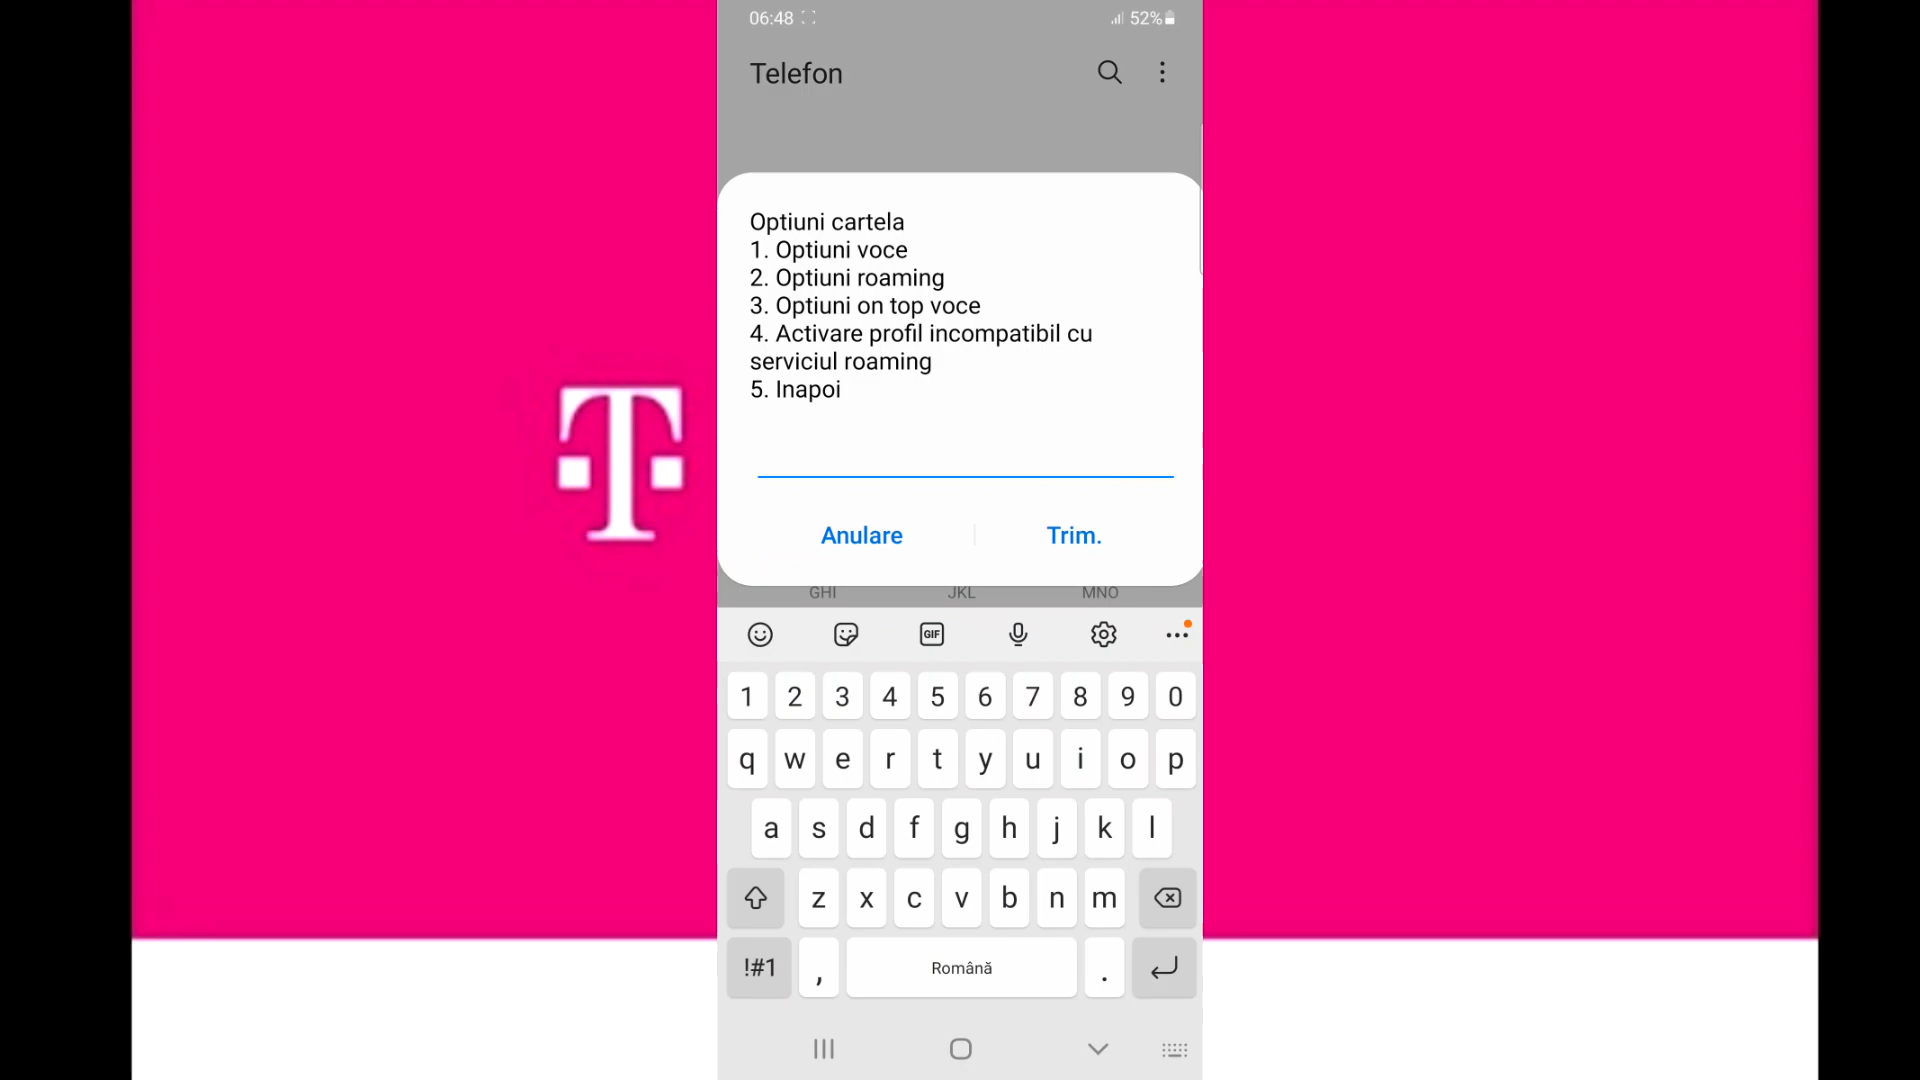 06:48 52%
Telefon
Optiuni cartela
1. Optiuni voce
2. Optiuni roaming
3. Optiuni on top voce
4. Activare profil incompatibil cu
serviciul roaming
5. Inapoi
Anulare Trim.
GHI JKL MNO
GIF
1 2 3 4 5 6 7 8 9 0
q w e r t y u i o p
a s d f g h j k l
z x c v b n m
!#1 , Română .
T